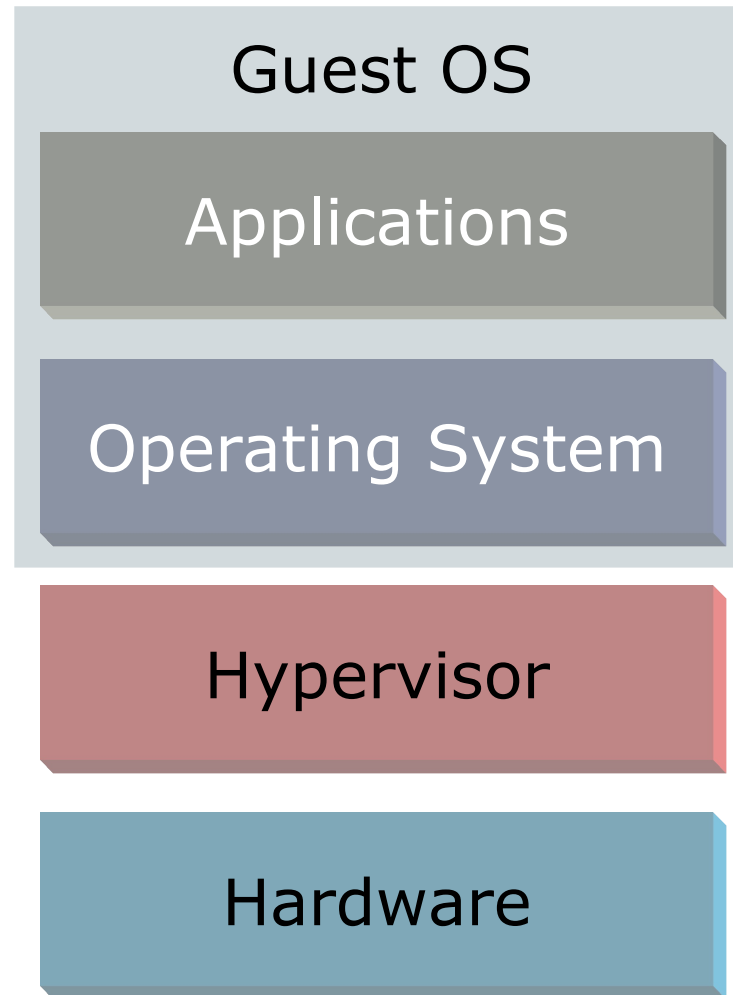 Guest OS
Applications
Operating System
Hypervisor
Hardware